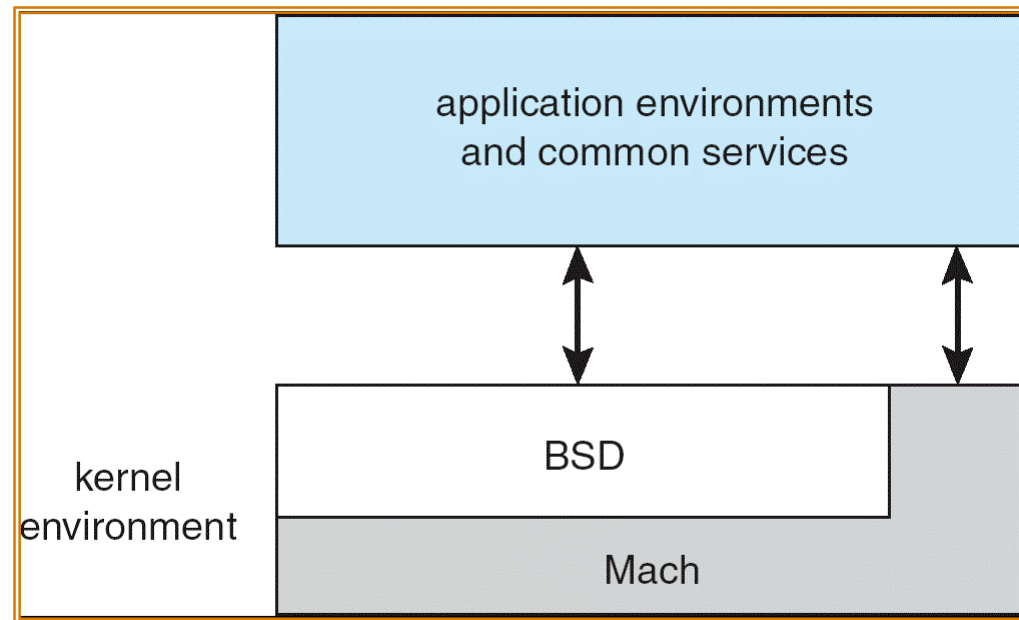 application environments
and common services
BSD
kernel
environment
Mach